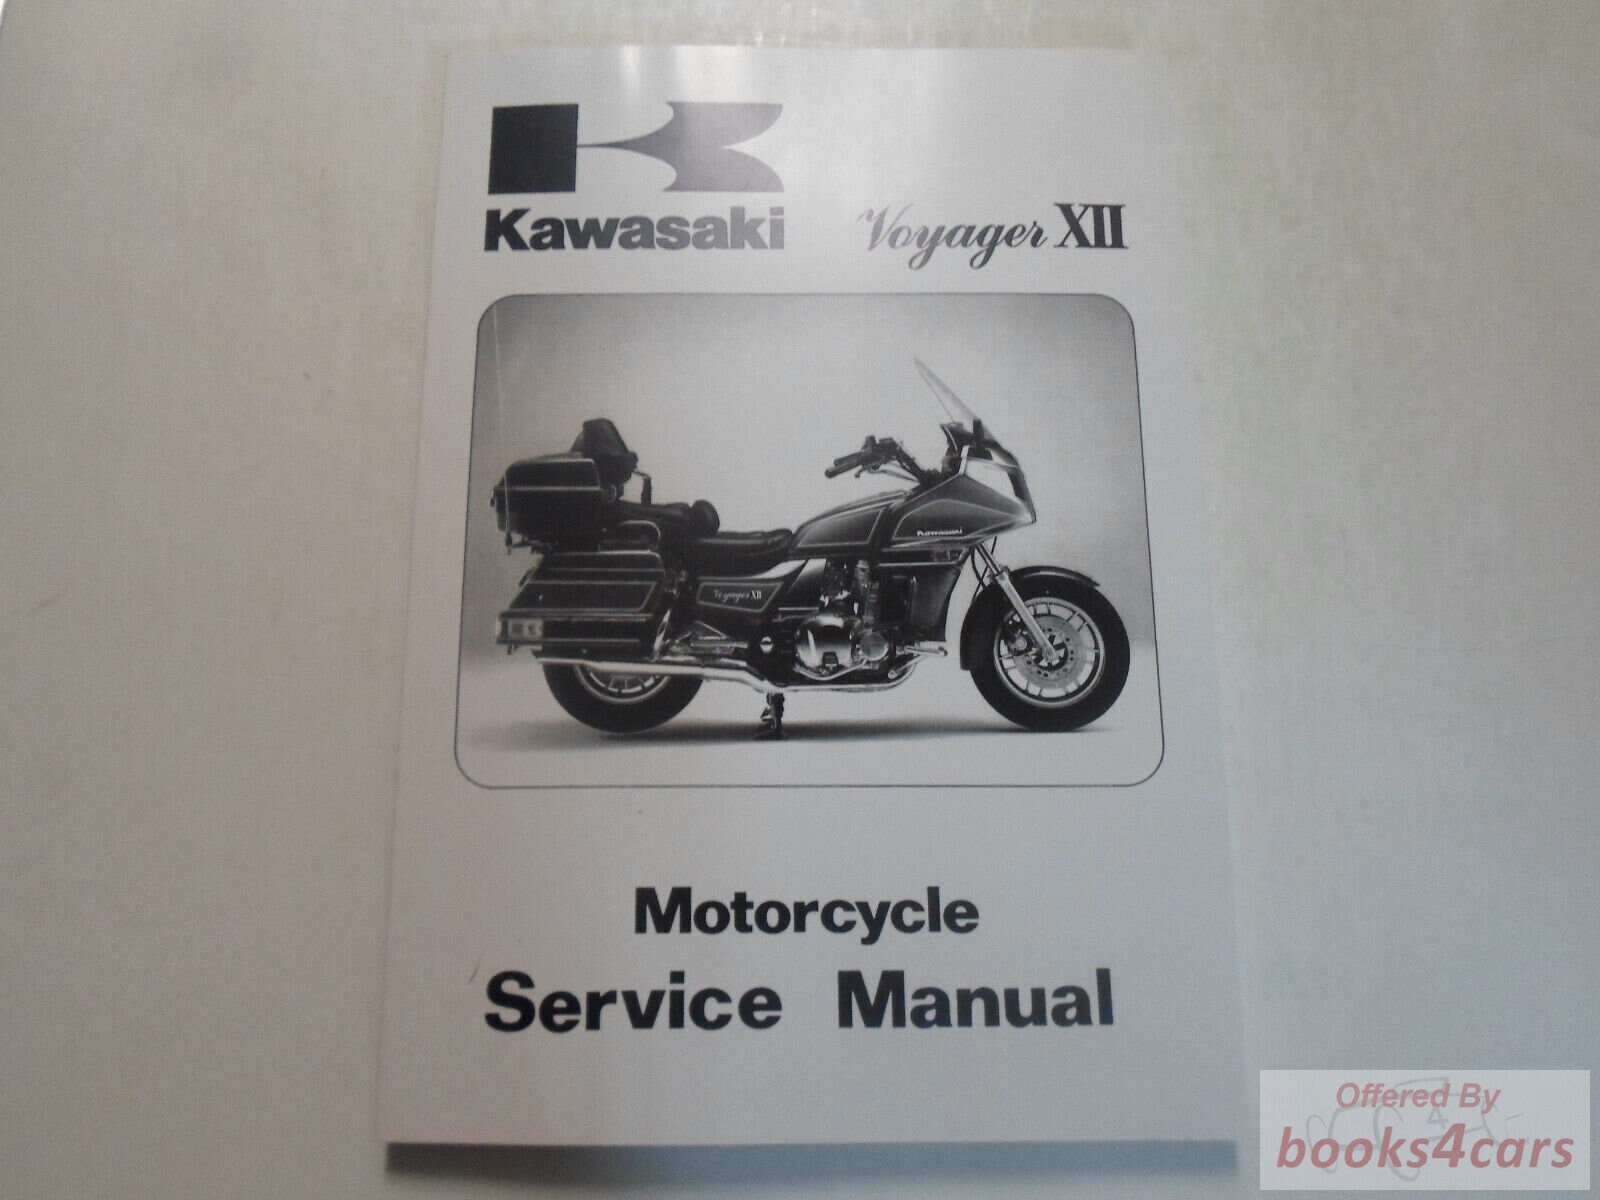 Kawasaki Voyager XII
Kawasaki
Voyager XII
Motorcycle
Service Manual
Offered By
books4cars